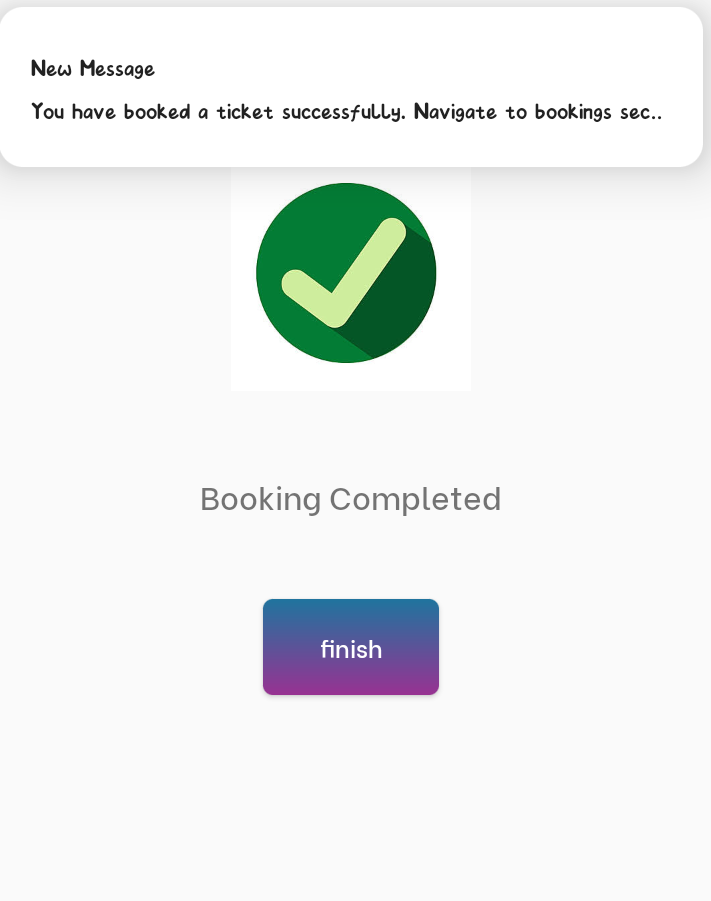 New Message
You have booked a ticket successfully. Navigate to bookings sec..
Booking Completed
finish